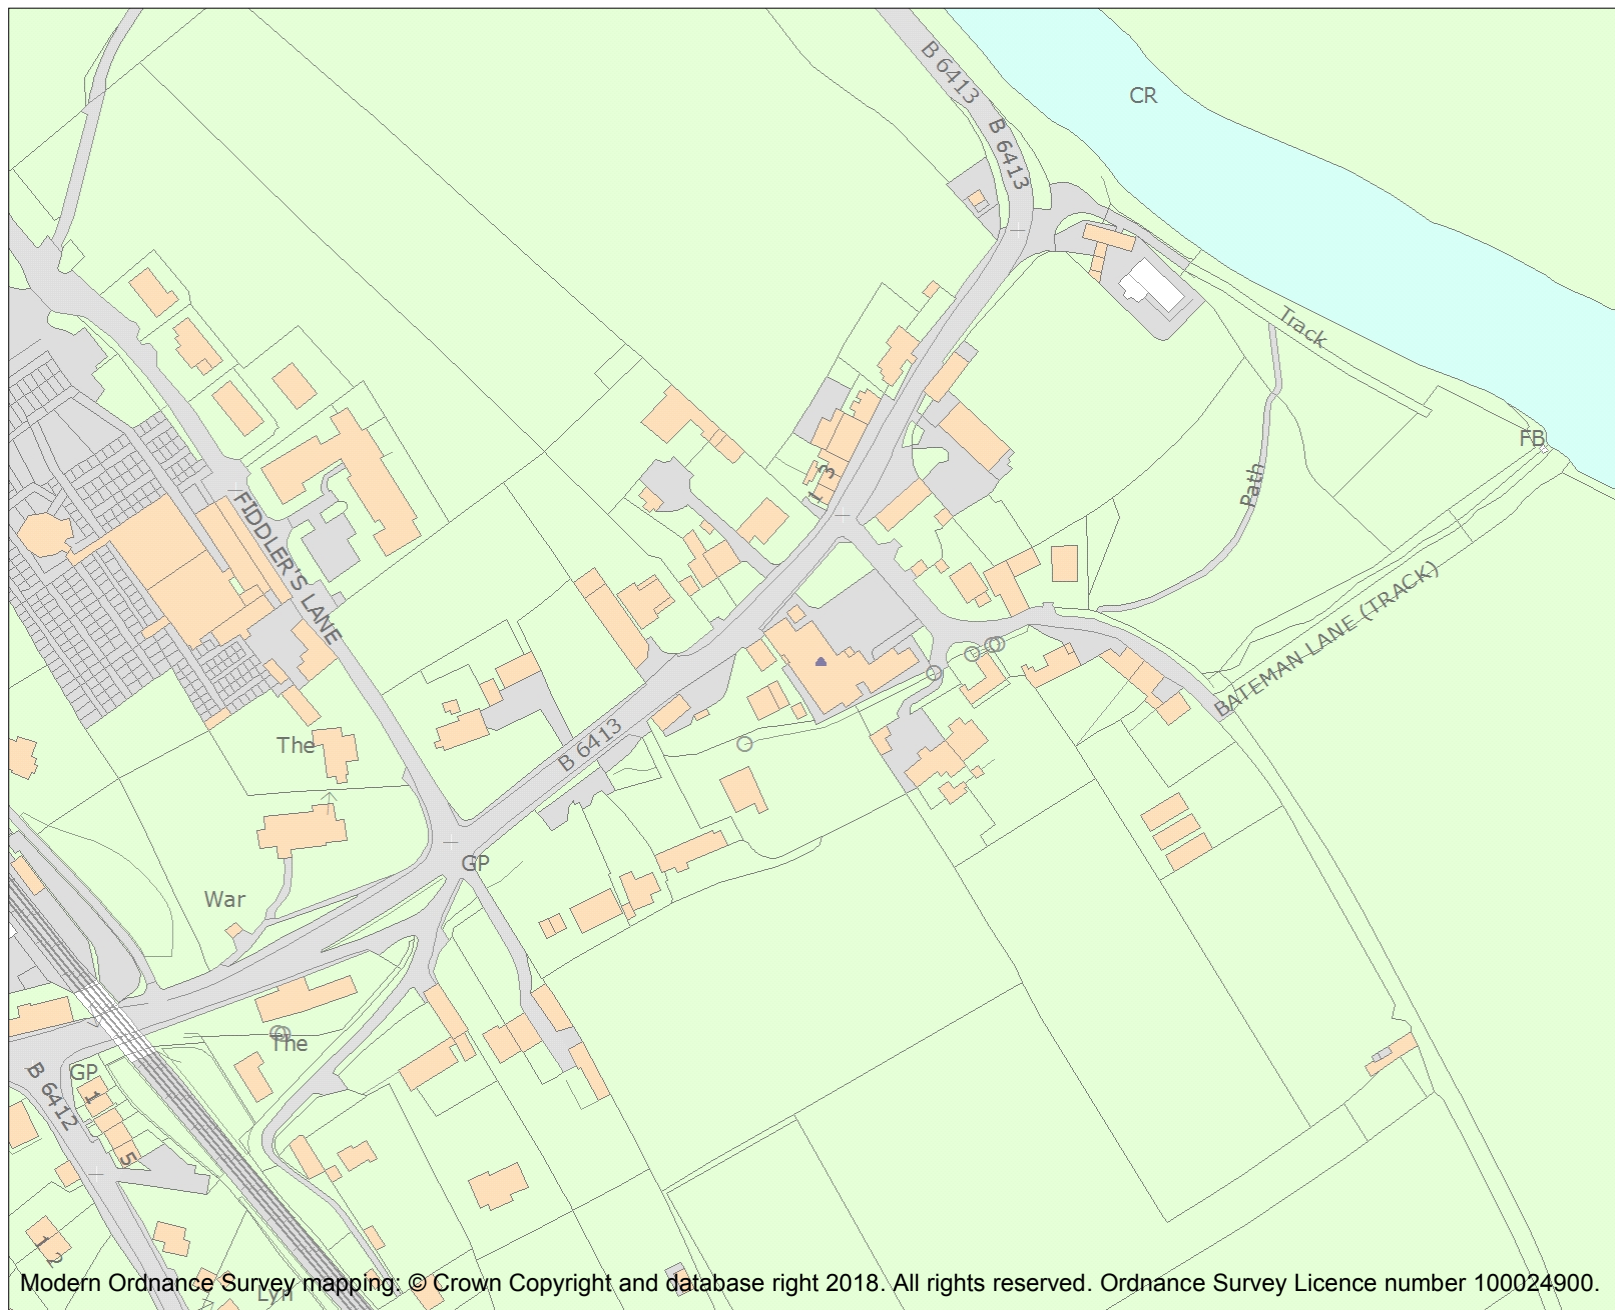 B 6413
CR
B 6413
Track
FB
1 3
Path
FIDDLER'S LANE
BATEMAN LANE (TRACK)
The
B 6413
GP
War
The
GP
B 6412
1
5
1 2
Lyn
Modern Ordnance Survey mapping: © Crown Copyright and database right 2018. All rights reserved. Ordnance Survey Licence number 100024900.